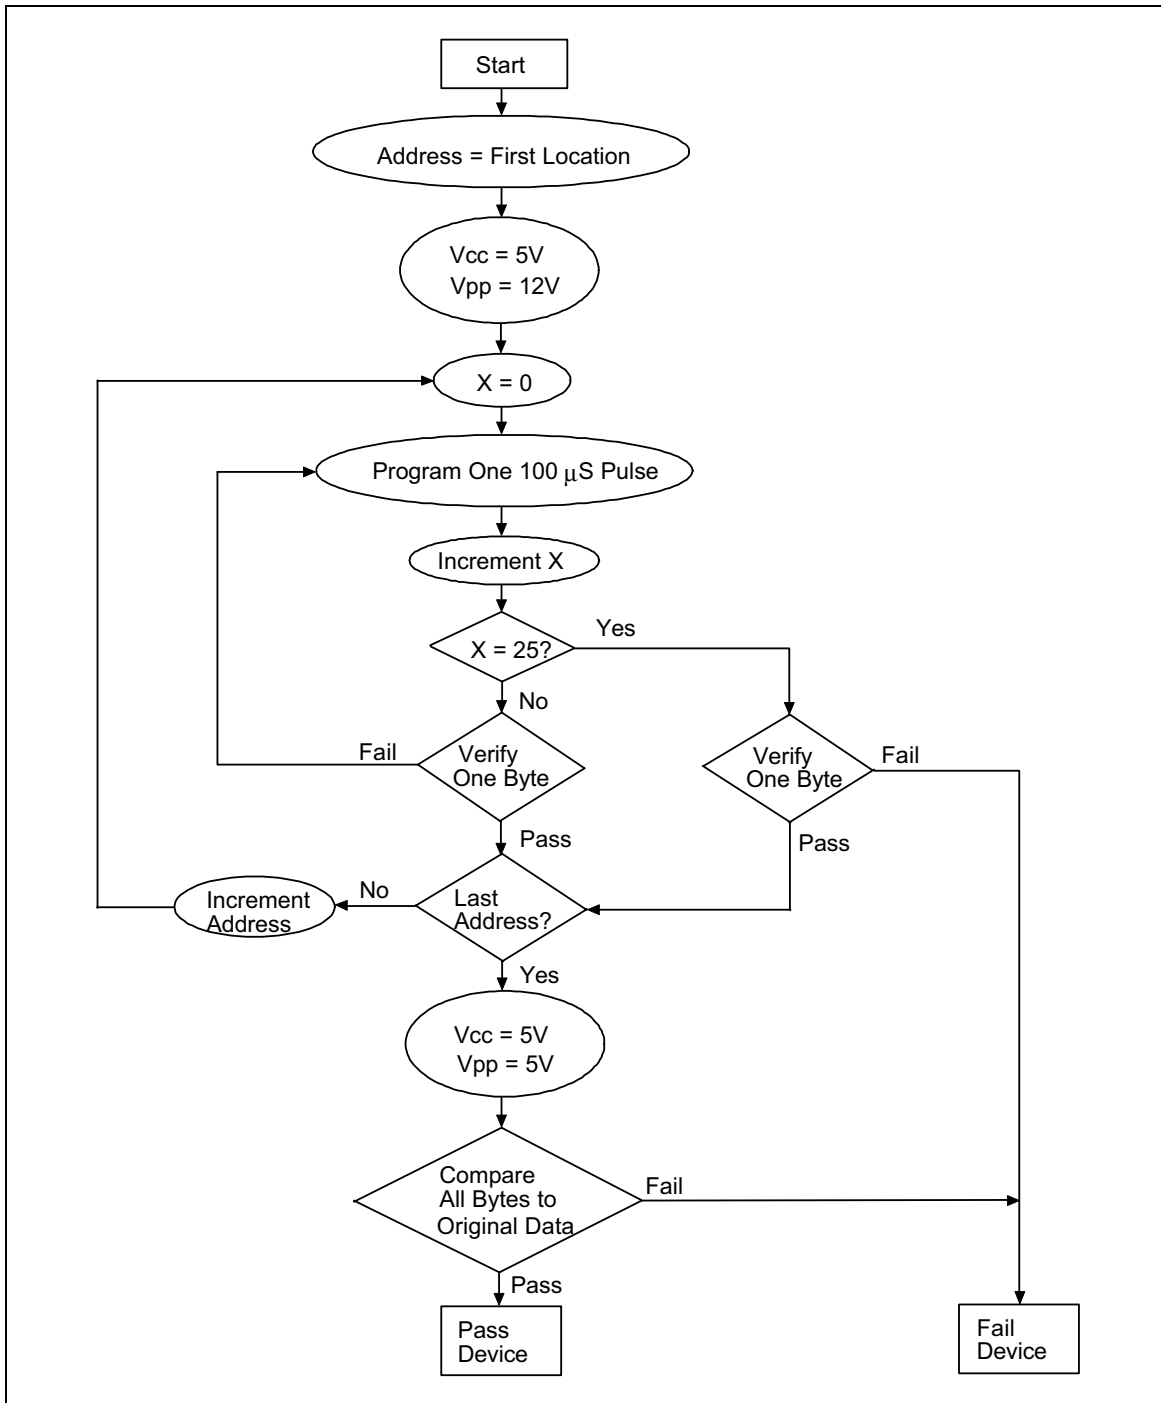 Start
Address = First Location
Vcc = 5V
Vpp = 12V
X = 0
Program One 100 μS Pulse
Increment X
X = 25?
Yes
No
Fail
Verify
One Byte
Verify
One Byte
Fail
Pass
Pass
Increment
Address
No
Last
Address?
Yes
Vcc = 5V
Vpp = 5V
Compare
All Bytes to
Original Data
Fail
Pass
Pass
Device
Fail
Device